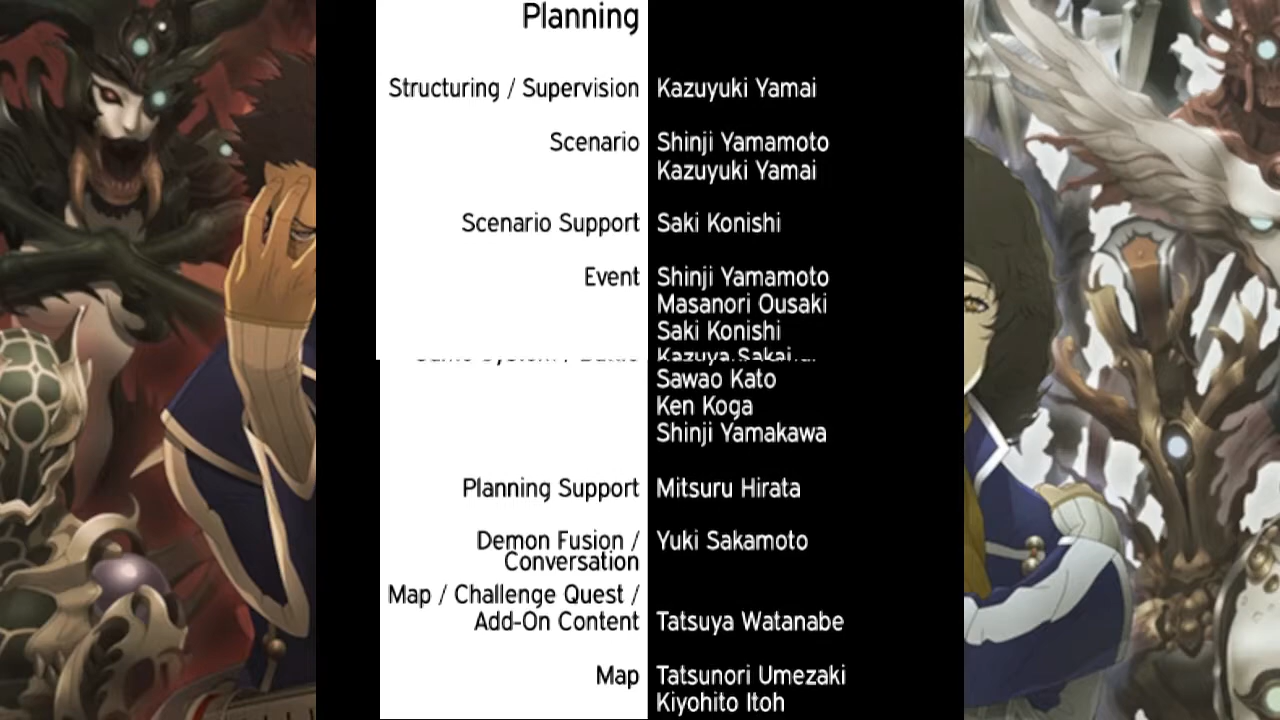 Planning
Structuring / Supervision Kazuyuki Yamai
Scenario Shinji Yamamoto
Kazuyuki Yamai
Scenario Support Saki Konishi
Event Shinji Yamamoto
Masanori Ousaki
Saki Konishi
Kazuya Sakai
Sawao Kato
Ken Koga
Shinji Yamakawa
Planning Support Mitsuru Hirata
Demon Fusion / Yuki Sakamoto
Conversation
Map / Challenge Quest /
Add-On Content Tatsuya Watanabe
Map Tatsunori Umezaki
Kiyohito Itoh